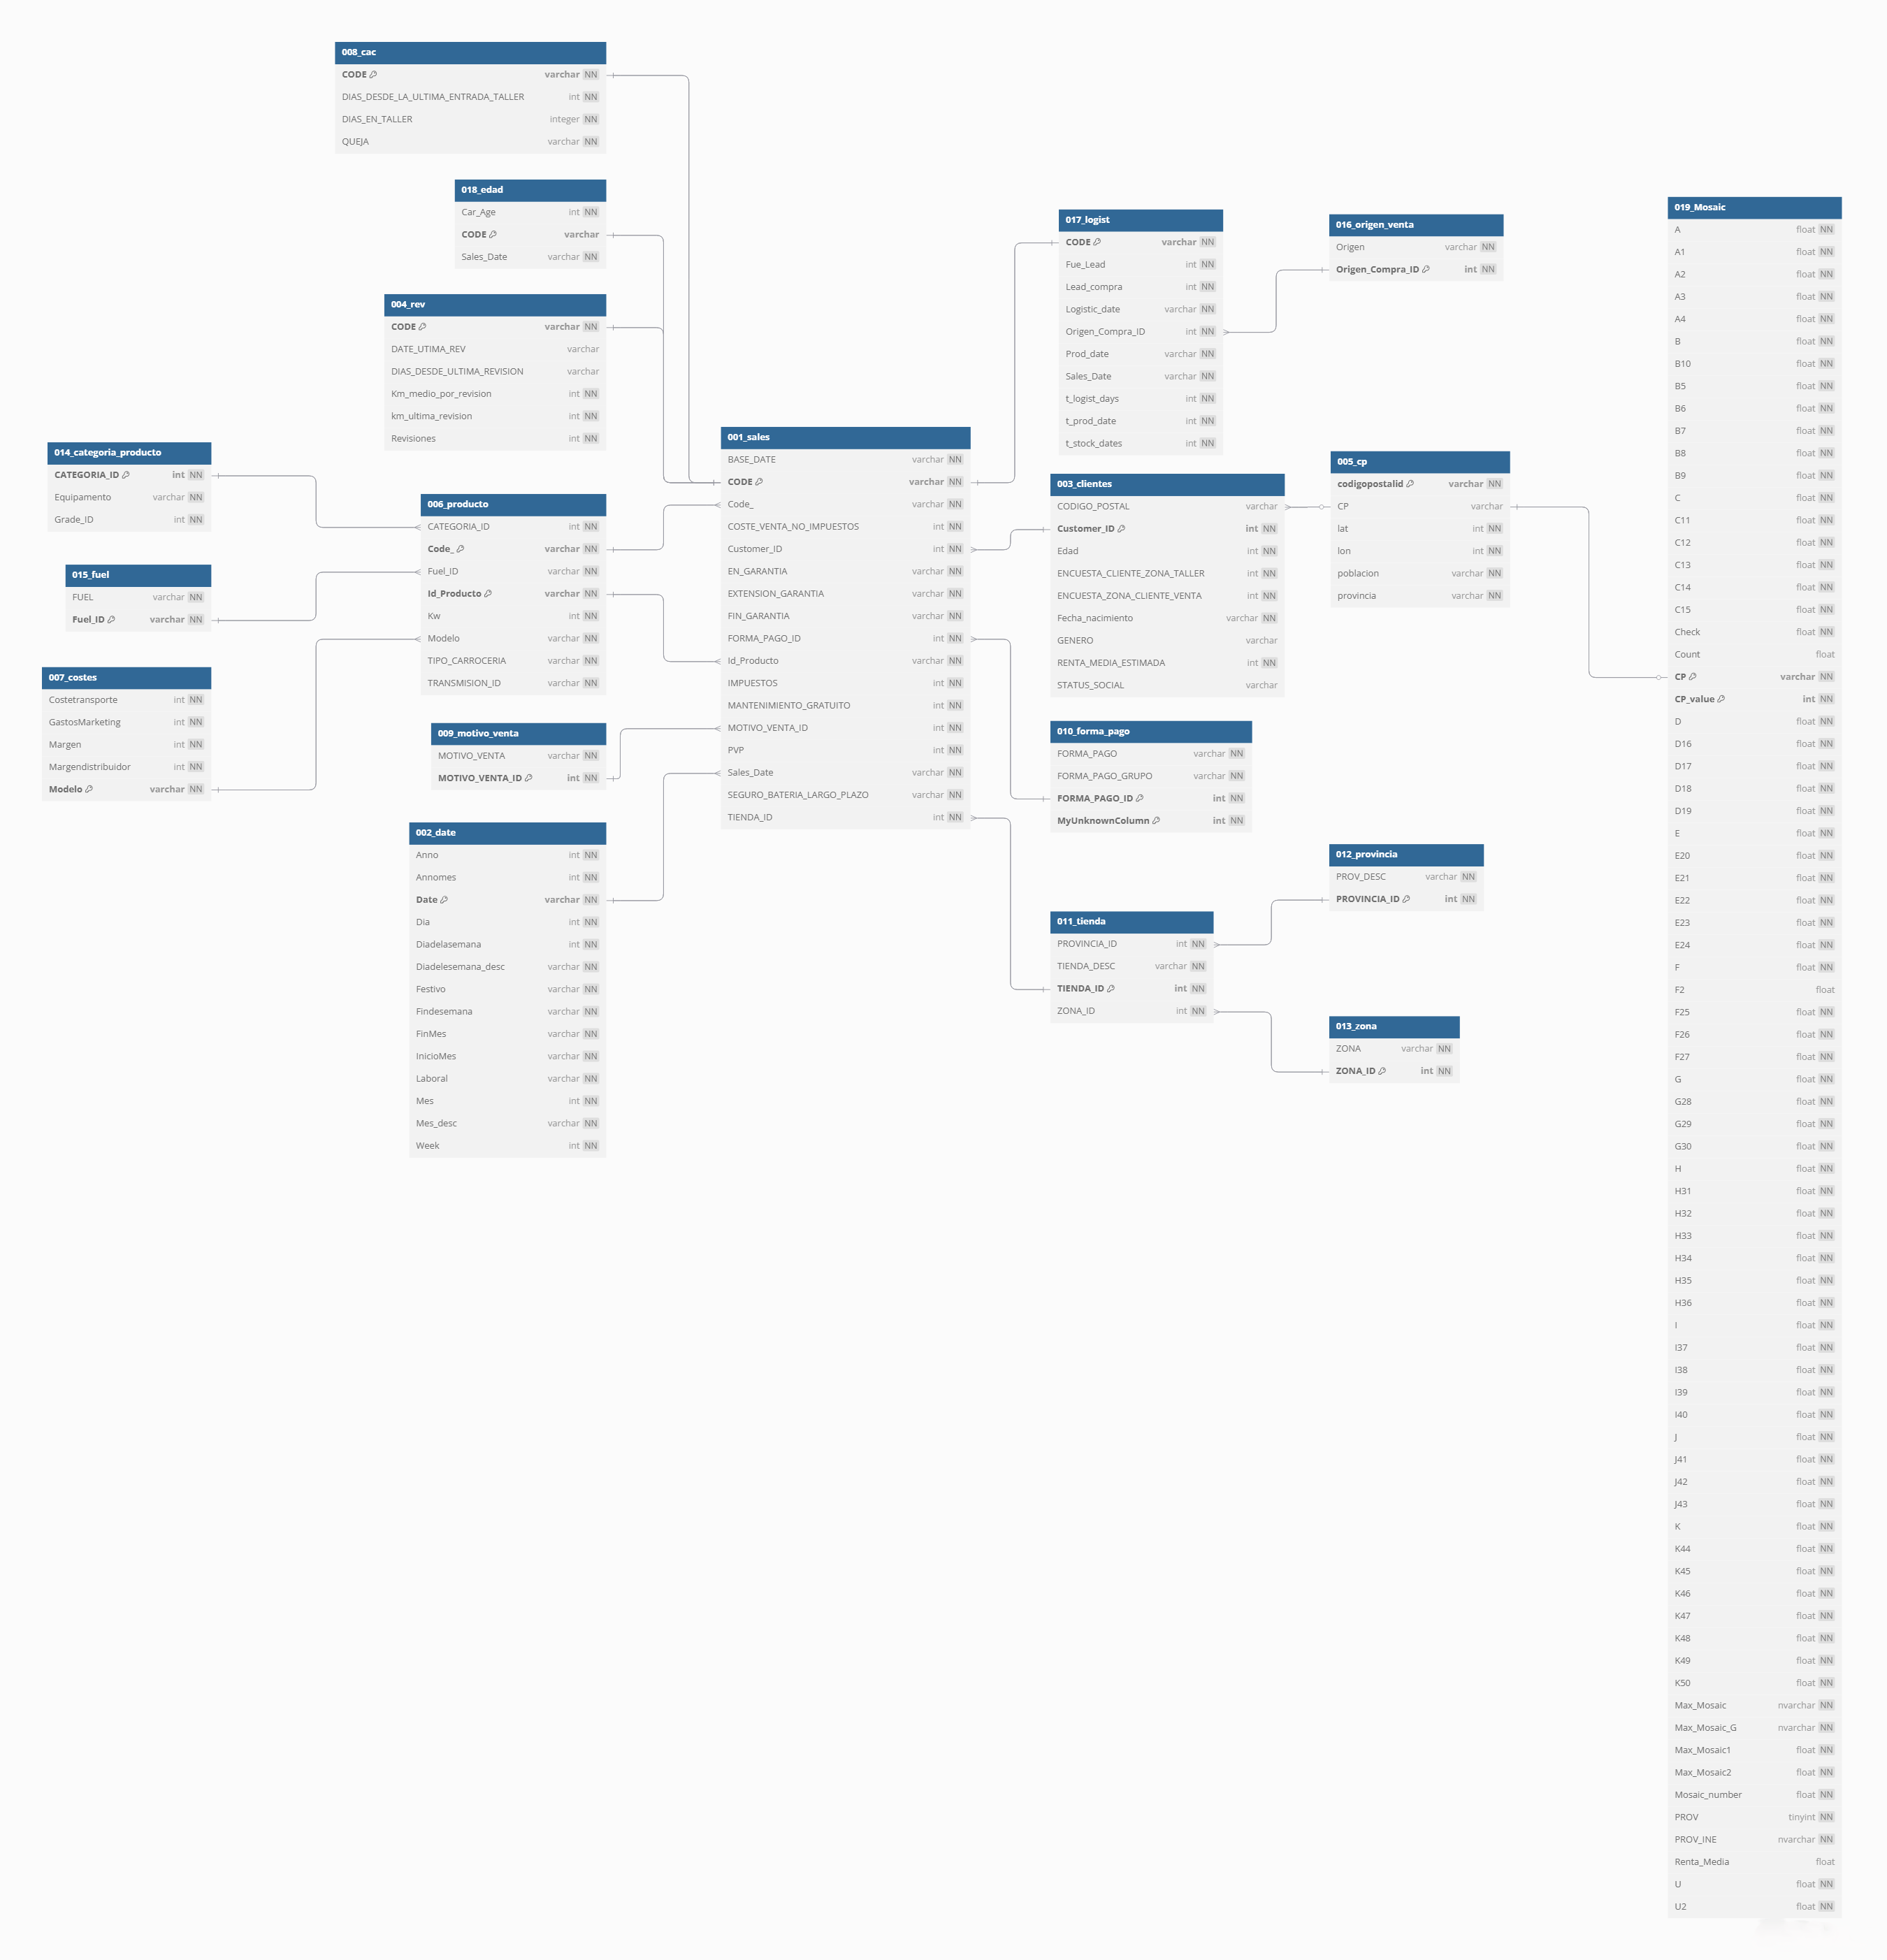 008_cac
CODE varchar NN
DIAS_DESDE_LA_ULTIMA_ENTRADA_TALLER int NN
DIAS_EN_TALLER integer NN
QUEJA varchar NN
018_edad
Car_Age int NN
CODE varchar
Sales_Date varchar NN
004_rev
CODE varchar NN
DATE_UTIMA_REV varchar
DIAS_DESDE_ULTIMA_REVISION varchar
Km_medio_por_revision int NN
km_ultima_revision int NN
Revisiones int NN
014_categoria_producto
CATEGORIA_ID int NN
Equipamento varchar NN
Grade_ID int NN
015_fuel
FUEL varchar NN
Fuel_ID varchar NN
007_costes
Costetransporte int NN
GastosMarketing int NN
Margen int NN
Margendistribuidor int NN
Modelo varchar NN
006_producto
CATEGORIA_ID int NN
Code_ varchar NN
Fuel_ID varchar NN
Id_Producto varchar NN
Kw int NN
Modelo varchar NN
TIPO_CARROCERIA varchar NN
TRANSMISION_ID varchar NN
009_motivo_venta
MOTIVO_VENTA varchar NN
MOTIVO_VENTA_ID int NN
002_date
Anno int NN
Annomes int NN
Date varchar NN
Dia int NN
Diadelasemana int NN
Diadelesemana_desc varchar NN
Festivo varchar NN
Findesemana varchar NN
FinMes varchar NN
InicioMes varchar NN
Laboral varchar NN
Mes int NN
Mes_desc varchar NN
Week int NN
001_sales
BASE_DATE varchar NN
CODE varchar NN
Code_ varchar NN
COSTE_VENTA_NO_IMPUESTOS int NN
Customer_ID int NN
EN_GARANTIA varchar NN
EXTENSION_GARANTIA varchar NN
FIN_GARANTIA varchar NN
FORMA_PAGO_ID int NN
Id_Producto varchar NN
IMPUESTOS int NN
MANTENIMIENTO_GRATUITO int NN
MOTIVO_VENTA_ID int NN
PVP int NN
Sales_Date varchar NN
SEGURO_BATERIA_LARGO_PLAZO varchar NN
TIENDA_ID int NN
017_logist
CODE varchar NN
Fue_Lead int NN
Lead_compra int NN
Logistic_date varchar NN
Origen_Compra_ID int NN
Prod_date varchar NN
Sales_Date varchar NN
t_logist_days int NN
t_prod_date int NN
t_stock_dates int NN
016_origen_venta
Origen varchar NN
Origen_Compra_ID int NN
003_clientes
CODIGO_POSTAL varchar
Customer_ID int NN
Edad int NN
ENCUESTA_CLIENTE_ZONA_TALLER int NN
ENCUESTA_ZONA_CLIENTE_VENTA int NN
Fecha_nacimiento varchar NN
GENERO varchar
RENTA_MEDIA_ESTIMADA int NN
STATUS_SOCIAL varchar
005_cp
codigopostalid varchar NN
CP varchar
lat int NN
lon int NN
poblacion varchar NN
provincia varchar NN
010_forma_pago
FORMA_PAGO varchar NN
FORMA_PAGO_GRUPO varchar NN
FORMA_PAGO_ID int NN
MyUnknownColumn int NN
011_tienda
PROVINCIA_ID int NN
TIENDA_DESC varchar NN
TIENDA_ID int NN
ZONA_ID int NN
012_provincia
PROV_DESC varchar NN
PROVINCIA_ID int NN
013_zona
ZONA varchar NN
ZONA_ID int NN
019_Mosaic
A float NN
A1 float NN
A2 float NN
A3 float NN
A4 float NN
B float NN
B10 float NN
B5 float NN
B6 float NN
B7 float NN
B8 float NN
B9 float NN
C float NN
C11 float NN
C12 float NN
C13 float NN
C14 float NN
C15 float NN
Check float NN
Count float
CP varchar NN
CP_value int NN
D float NN
D16 float NN
D17 float NN
D18 float NN
D19 float NN
E float NN
E20 float NN
E21 float NN
E22 float NN
E23 float NN
E24 float NN
F float NN
F2 float
F25 float NN
F26 float NN
F27 float NN
G float NN
G28 float NN
G29 float NN
G30 float NN
H float NN
H31 float NN
H32 float NN
H33 float NN
H34 float NN
H35 float NN
H36 float NN
I float NN
I37 float NN
I38 float NN
I39 float NN
I40 float NN
J float NN
J41 float NN
J42 float NN
J43 float NN
K float NN
K44 float NN
K45 float NN
K46 float NN
K47 float NN
K48 float NN
K49 float NN
K50 float NN
Max_Mosaic nvarchar NN
Max_Mosaic_G nvarchar NN
Max_Mosaic1 float NN
Max_Mosaic2 float NN
Mosaic_number float NN
PROV tinyint NN
PROV_INE nvarchar NN
Renta_Media float
U float NN
U2 float NN